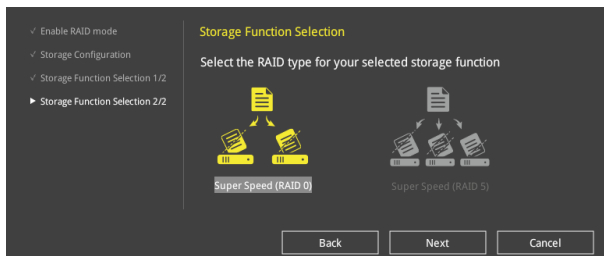 ✓ Enable RAID mode
✓ Storage Configuration
✓ Storage Function Selection 1/2
► Storage Function Selection 2/2
Storage Function Selection
Select the RAID type for your selected storage function
Super Speed (RAID 0)
Super Speed (RAID 5)
Back
Next
Cancel